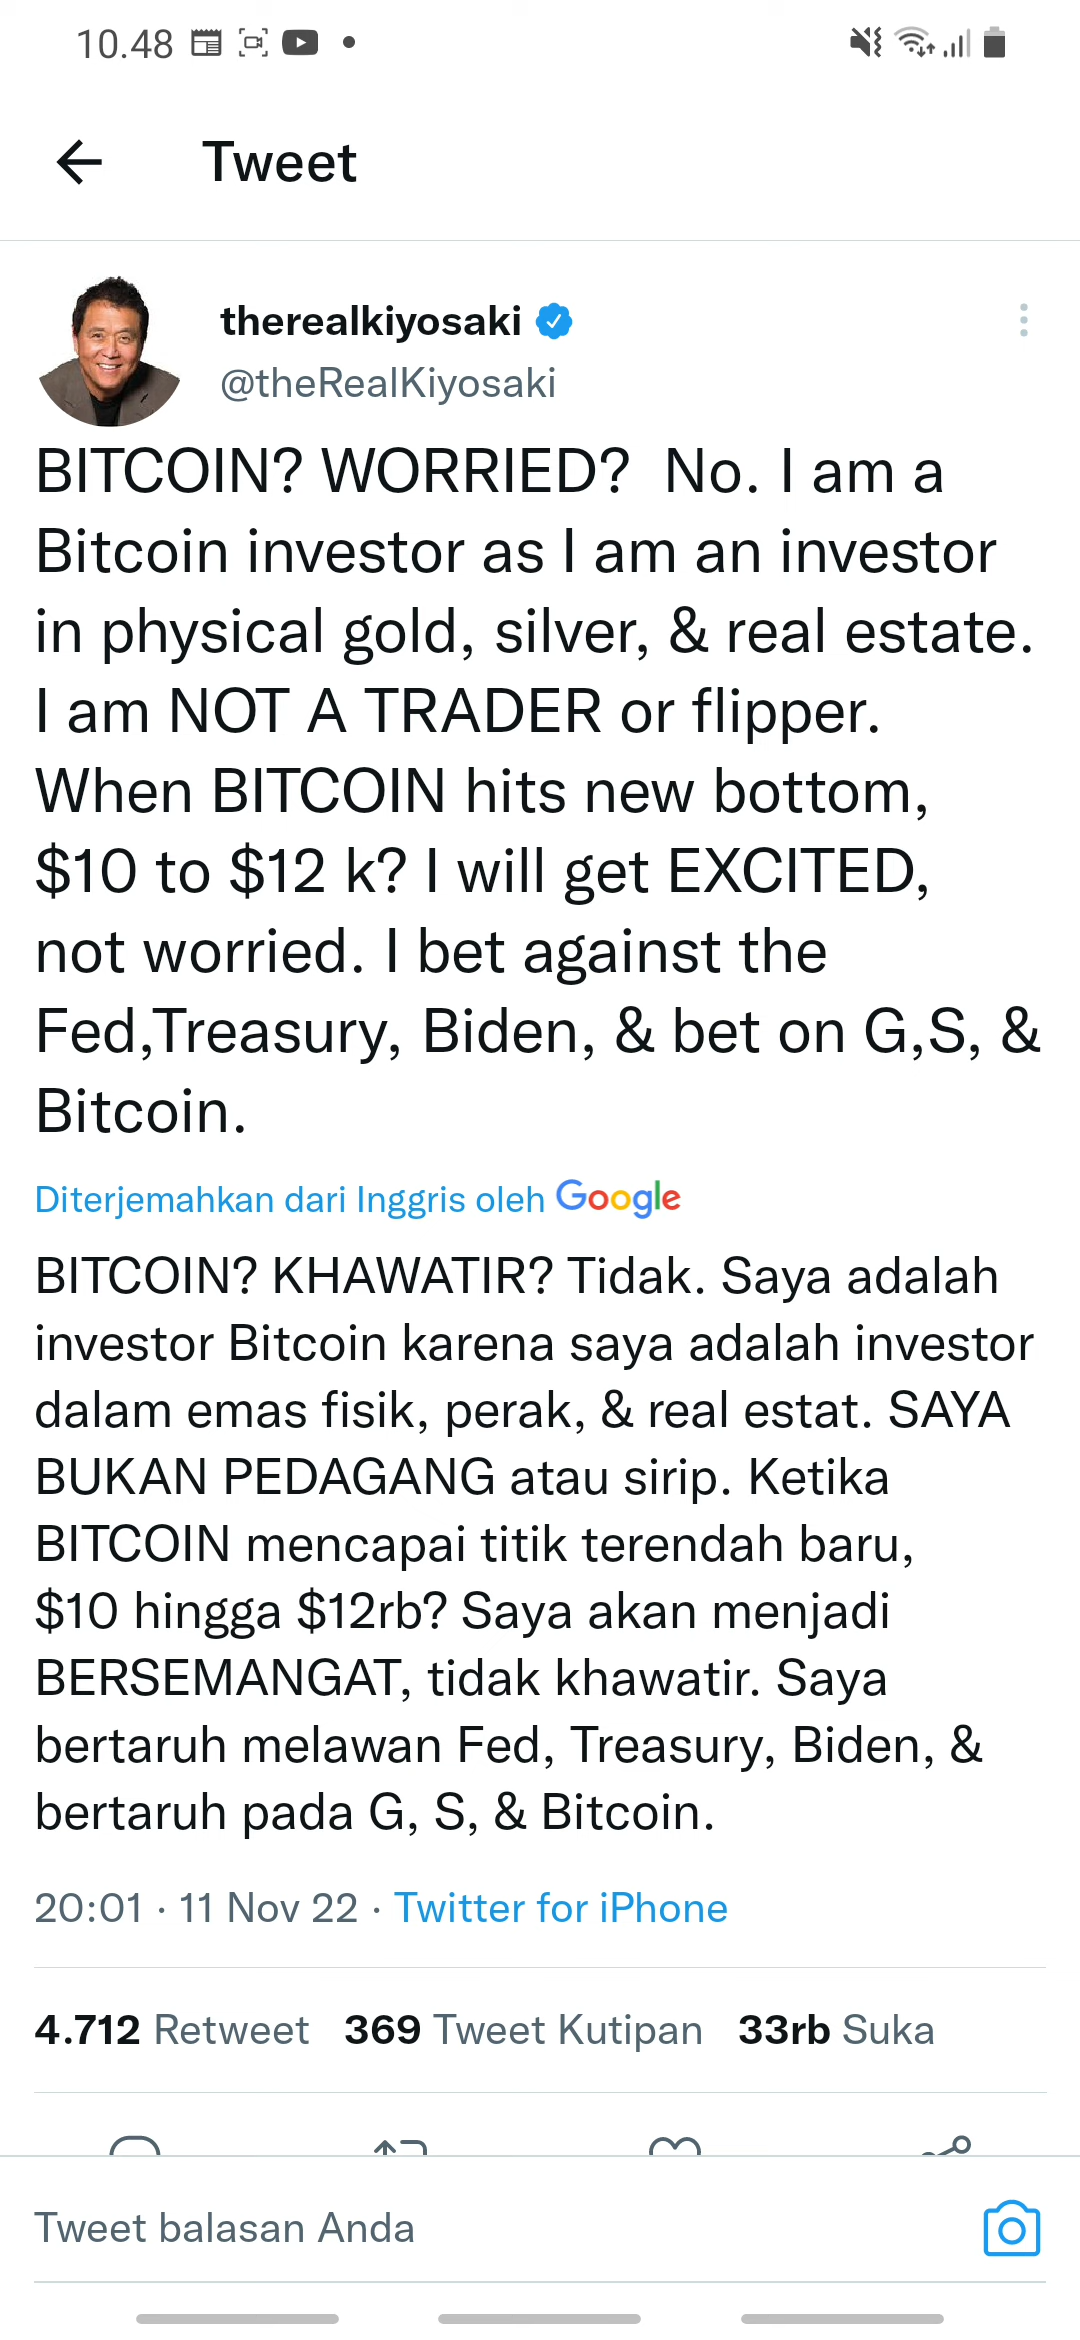 10.48
Tweet
therealkiyosaki
@theRealKiyosaki
BITCOIN? WORRIED?  No. I am a
Bitcoin investor as I am an investor
in physical gold, silver, & real estate.
I am NOT A TRADER or flipper.
When BITCOIN hits new bottom,
$10 to $12 k? I will get EXCITED,
not worried. I bet against the
Fed,Treasury, Biden, & bet on G,S, &
Bitcoin.
Diterjemahkan dari Inggris oleh Google
BITCOIN? KHAWATIR? Tidak. Saya adalah
investor Bitcoin karena saya adalah investor
dalam emas fisik, perak, & real estat. SAYA
BUKAN PEDAGANG atau sirip. Ketika
BITCOIN mencapai titik terendah baru,
$10 hingga $12rb? Saya akan menjadi
BERSEMANGAT, tidak khawatir. Saya
bertaruh melawan Fed, Treasury, Biden, &
bertaruh pada G, S, & Bitcoin.
20:01 · 11 Nov 22 · Twitter for iPhone
4.712 Retweet 369 Tweet Kutipan 33rb Suka
Tweet balasan Anda